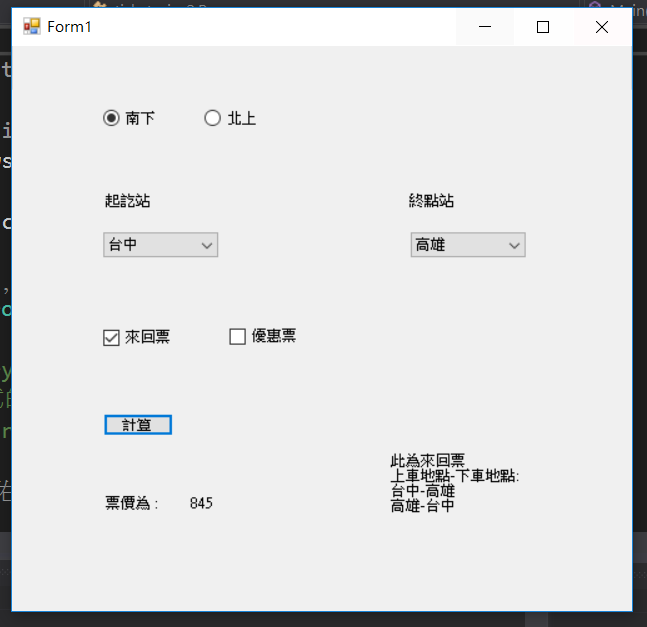 Form1
南下
北上
起訖站
終點站
台中
高雄
來回票
優惠票
計算
票價為 :
845
此為來回票
上車地點-下車地點:
台中-高雄
高雄-台中